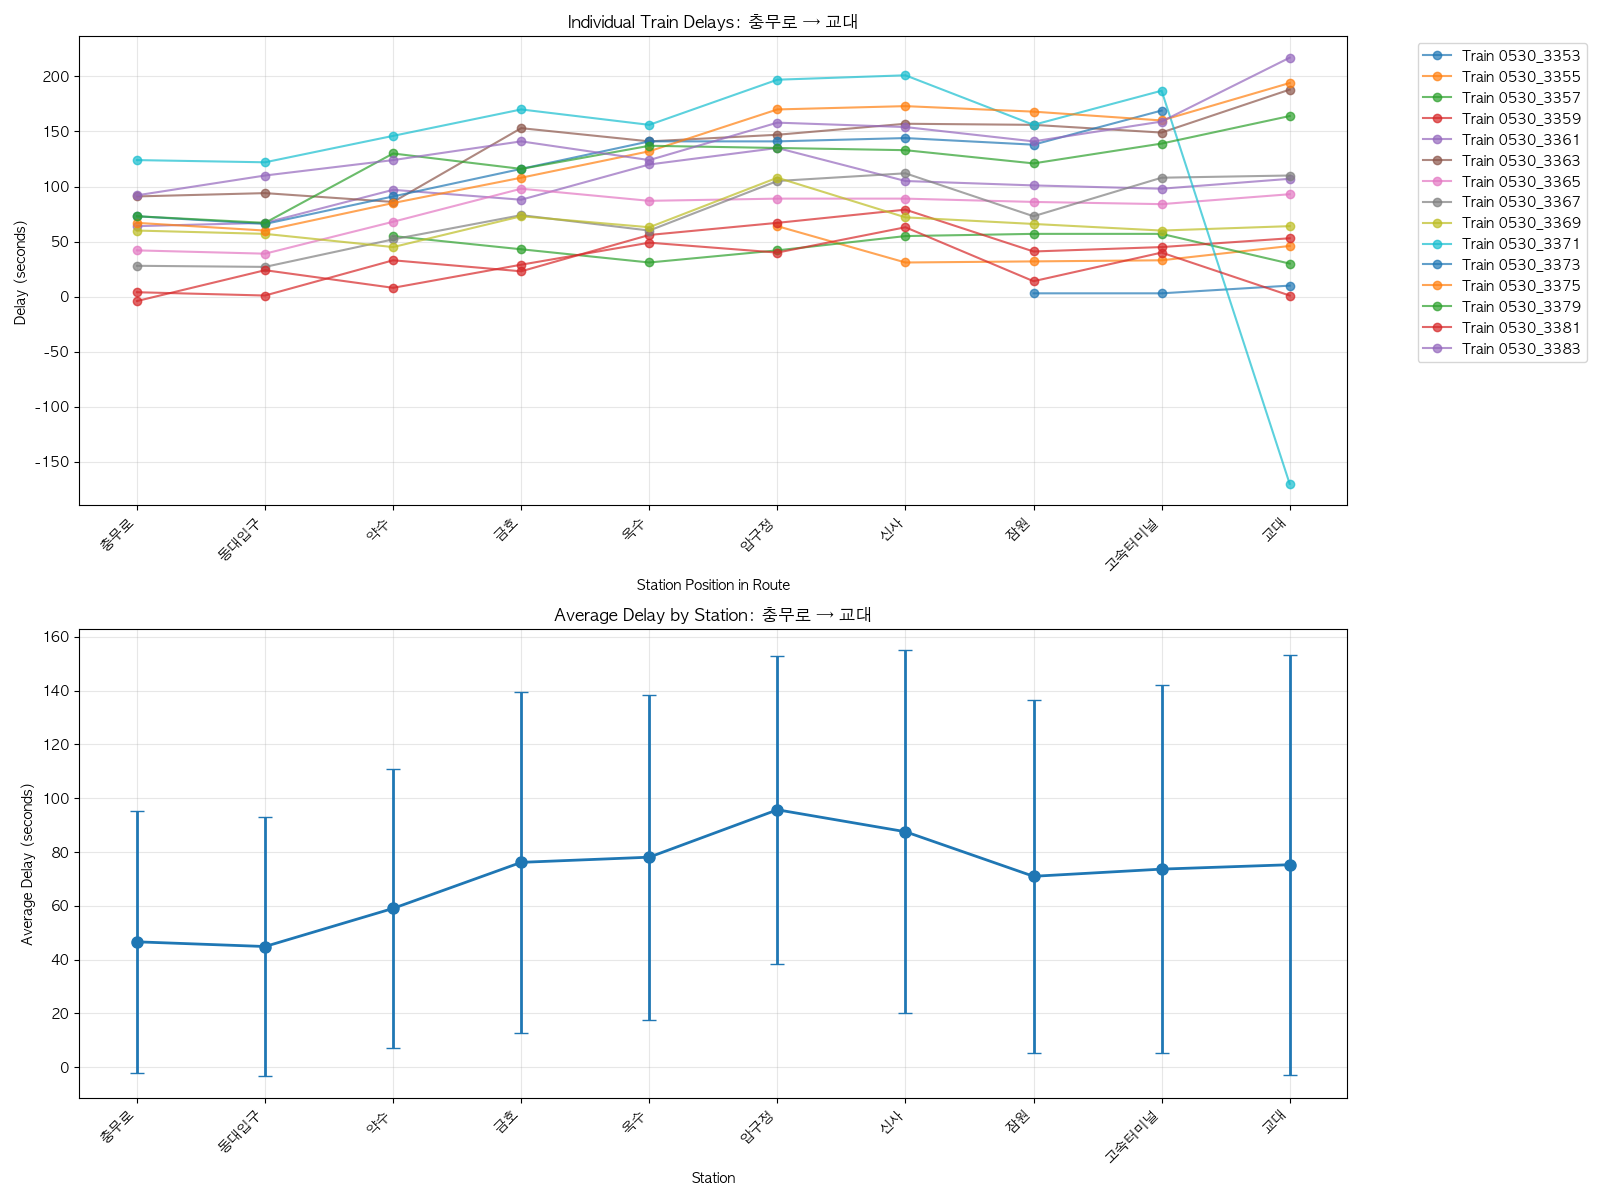 Individual Train Delays: 충무로 → 교대
Delay (seconds)
200
150
100
50
0
-50
-100
-150
충무로
동대입구
약수
금호
옥수
압구정
신사
잠원
고속터미널
교대
Station Position in Route
Train 0530_3353
Train 0530_3355
Train 0530_3357
Train 0530_3359
Train 0530_3361
Train 0530_3363
Train 0530_3365
Train 0530_3367
Train 0530_3369
Train 0530_3371
Train 0530_3373
Train 0530_3375
Train 0530_3379
Train 0530_3381
Train 0530_3383
Average Delay by Station: 충무로 → 교대
Average Delay (seconds)
160
140
120
100
80
60
40
20
0
충무로
동대입구
약수
금호
옥수
압구정
신사
잠원
고속터미널
교대
Station